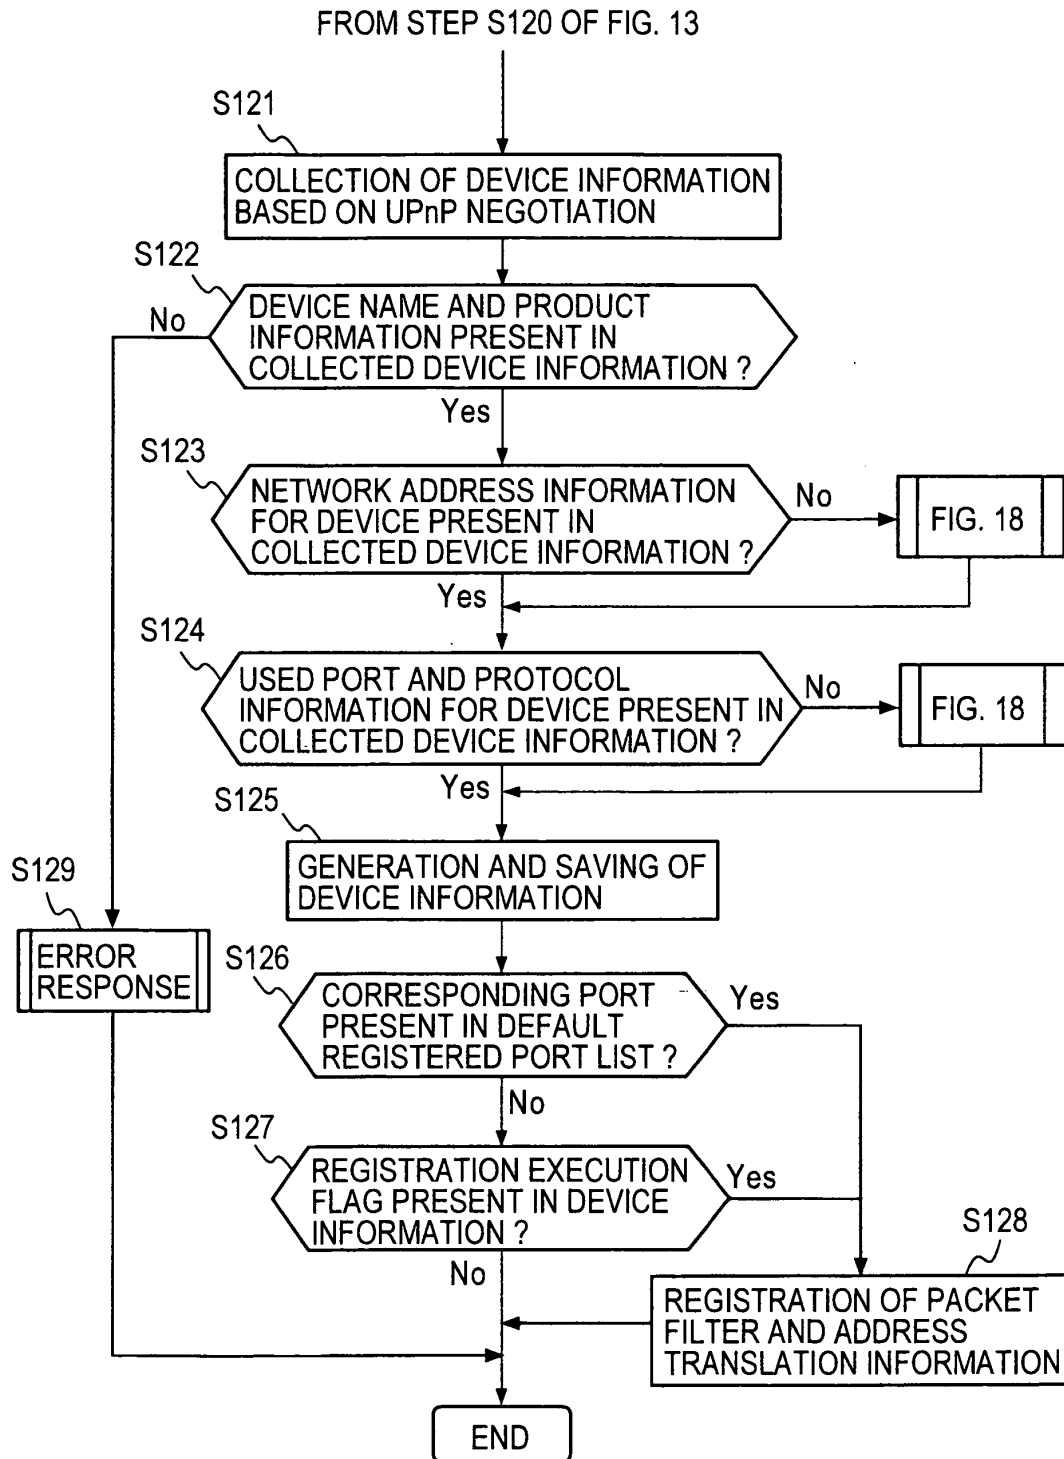 FROM STEP S120 OF FIG. 13
S121
COLLECTION OF DEVICE INFORMATION
BASED ON UPnP NEGOTIATION
S122
DEVICE NAME AND PRODUCT
INFORMATION PRESENT IN
COLLECTED DEVICE INFORMATION ?
No
Yes
S123
NETWORK ADDRESS INFORMATION
FOR DEVICE PRESENT IN
COLLECTED DEVICE INFORMATION ?
No
FIG. 18
Yes
S124
USED PORT AND PROTOCOL
INFORMATION FOR DEVICE PRESENT IN
COLLECTED DEVICE INFORMATION ?
No
FIG. 18
Yes
S125
GENERATION AND SAVING OF
DEVICE INFORMATION
S129
ERROR
RESPONSE
S126
CORRESPONDING PORT
PRESENT IN DEFAULT
REGISTERED PORT LIST ?
Yes
No
S127
REGISTRATION EXECUTION
FLAG PRESENT IN DEVICE
INFORMATION ?
Yes
No
S128
REGISTRATION OF PACKET
FILTER AND ADDRESS
TRANSLATION INFORMATION
END